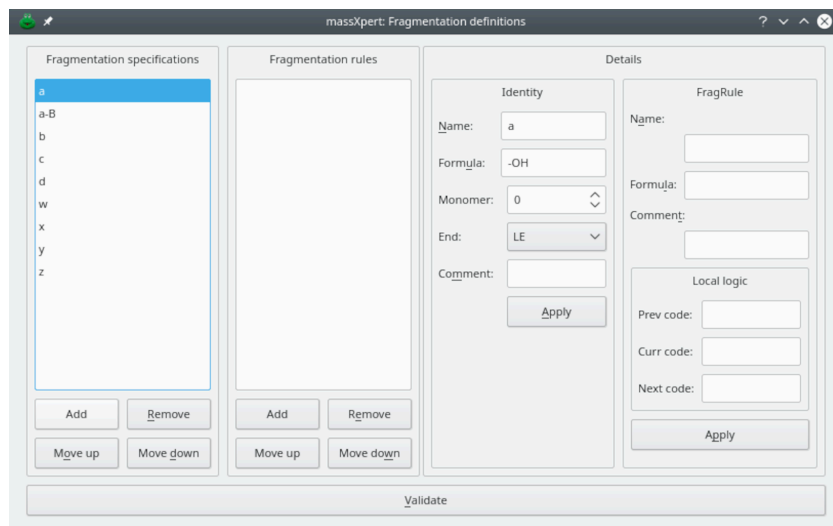 massXpert: Fragmentation definitions
?
Fragmentation specifications
a
a-B
b
c
d
w
x
y
z
Add
Remove
Move up
Move down
Fragmentation rules
Add
Remove
Move up
Move down
Details
Identity
Name: a
Formula: -OH
Monomer: 0
End: LE
Comment:
Apply
FragRule
Name:
Formula:
Comment:
Local logic
Prev code:
Curr code:
Next code:
Apply
Validate